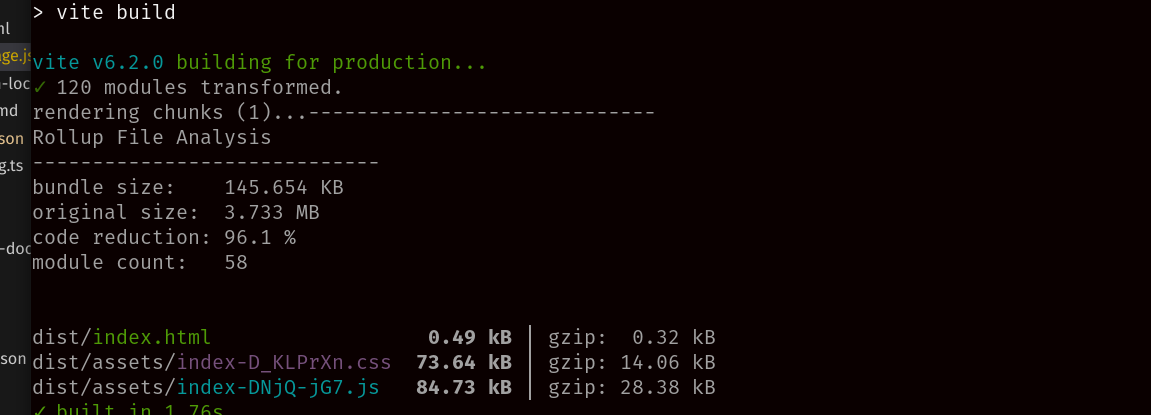 > vite build
ml
age.js
vite v6.2.0 building for production...
-loc
✓ 120 modules transformed.
md
rendering chunks (1)...-----------------------------
son
Rollup File Analysis
g.ts
-----------------------------
bundle size:    145.654 KB
original size:  3.733 MB
-doc
code reduction: 96.1 %
module count:   58
dist/index.html                  0.49 kB │ gzip:  0.32 kB
son
dist/assets/index-D_KLPrXn.css  73.64 kB │ gzip: 14.06 kB
dist/assets/index-DNjQ-jG7.js   84.73 kB │ gzip: 28.38 kB
✓ built in 1.76s